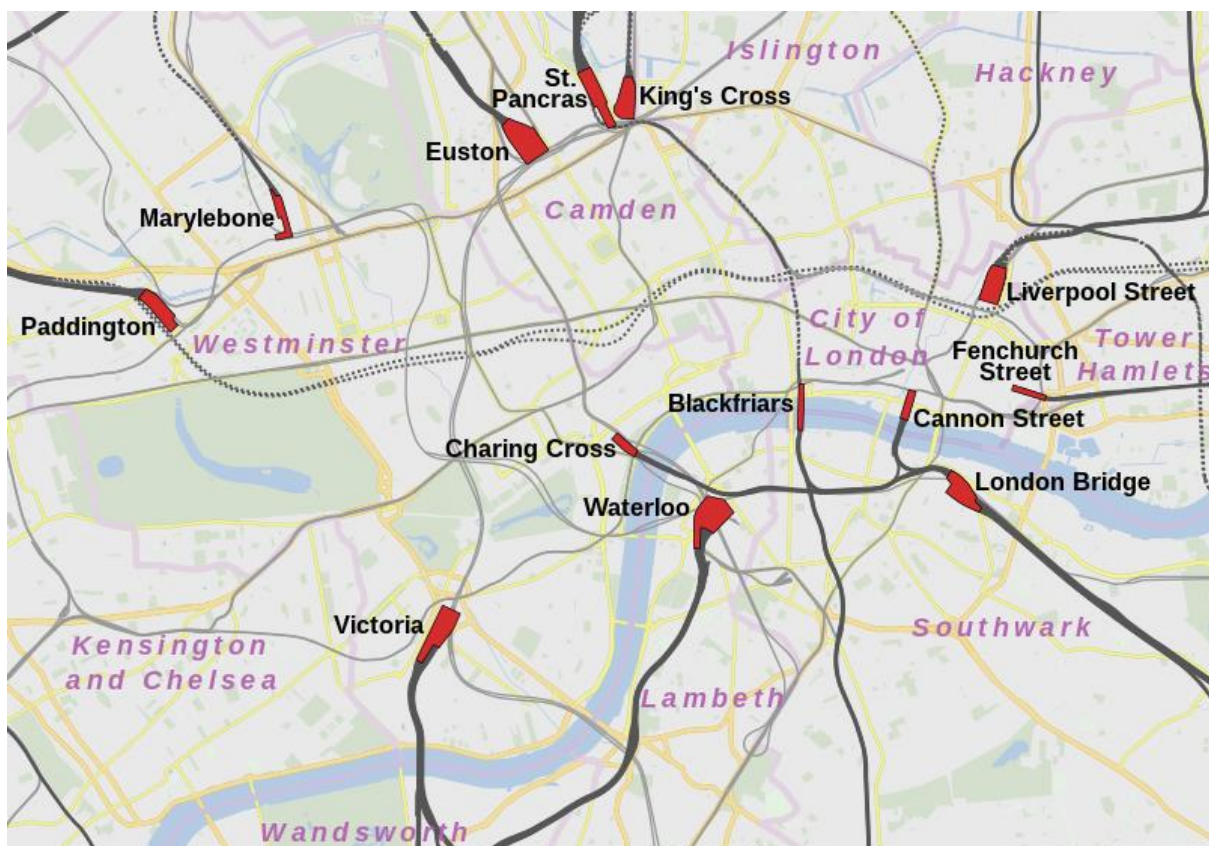 Islington
Hackney
St.
Pancras
King's Cross
Euston
Camden
Marylebone
Liverpool Street
Paddington
Westminster
City of
London
Tower
Hamlets
Fenchurch
Street
Blackfriars
Cannon Street
Charing Cross
London Bridge
Waterloo
Victoria
Southwark
Kensington
and Chelsea
Lambeth
Wandsworth